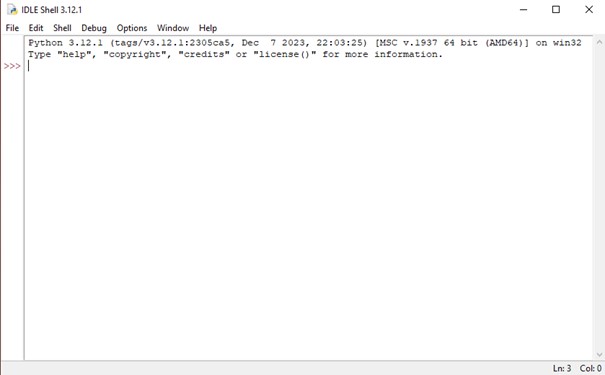 IDLE Shell 3.12.1
File Edit Shell Debug Options Window Help
Python 3.12.1 (tags/v3.12.1:2305ca5, Dec  7 2023, 22:03:25) [MSC v.1937 64 bit (AMD64)] on win32
Type "help", "copyright", "credits" or "license()" for more information.
>>>
Ln: 3 Col: 0